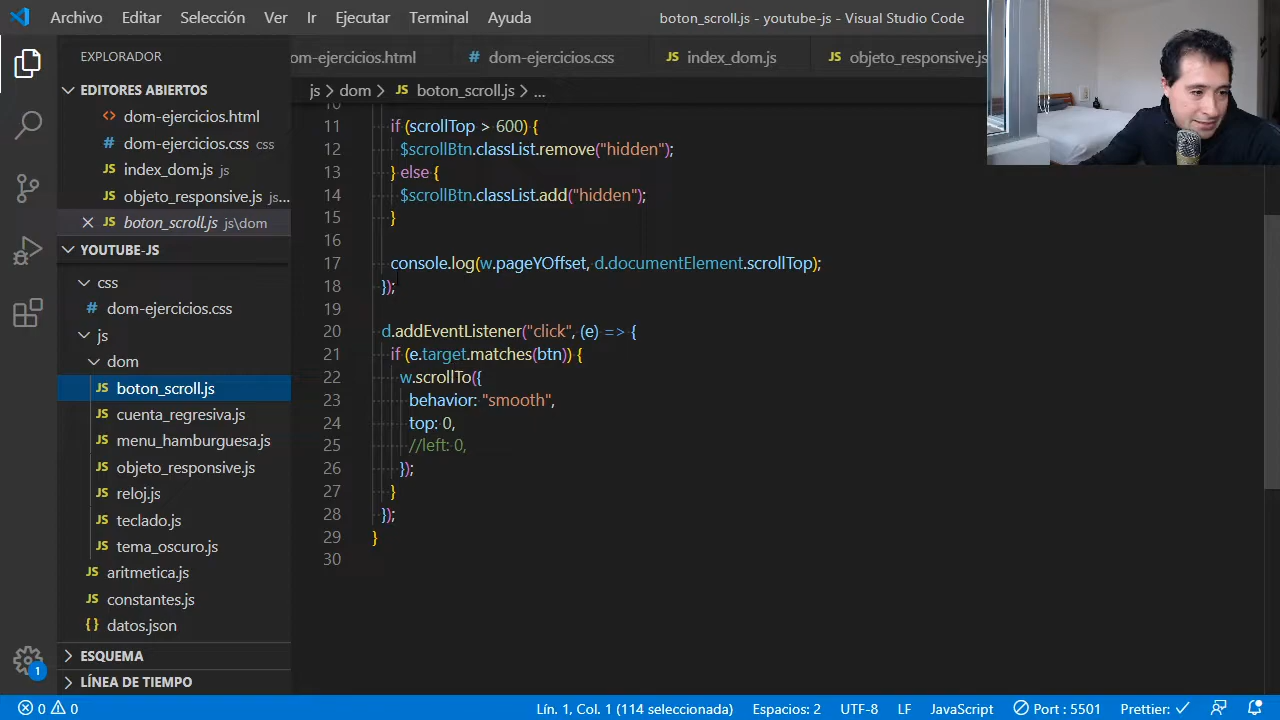 Archivo Editar Selección Ver Ir Ejecutar Terminal Ayuda boton_scroll.js - youtube-js - Visual Studio Code
EXPLORADOR
EDITORES ABIERTOS
dom-ejercicios.html
dom-ejercicios.css css
index_dom.js js
objeto_responsive.js js...
boton_scroll.js js\dom
YOUTUBE-JS
css
dom-ejercicios.css
js
dom
JS boton_scroll.js
JS cuenta_regresiva.js
JS menu_hamburguesa.js
JS objeto_responsive.js
JS reloj.js
JS teclado.js
JS tema_oscuro.js
JS aritmetica.js
JS constantes.js
{} datos.json
ESQUEMA
LÍNEA DE TIEMPO
dom-ejercicios.html # dom-ejercicios.css JS index_dom.js JS objeto_responsive.js
js > dom > JS boton_scroll.js > ...
10
11 if (scrollTop > 600) {
12 $scrollBtn.classList.remove("hidden");
13 } else {
14 $scrollBtn.classList.add("hidden");
15 }
16
17 console.log(w.pageYOffset, d.documentElement.scrollTop);
18 });
19
20 d.addEventListener("click", (e) => {
21 if (e.target.matches(btn)) {
22 w.scrollTo({
23 behavior: "smooth",
24 top: 0,
25 //left: 0,
26 });
27 }
28 });
29 }
30
1
0 0 Lín. 1, Col. 1 (114 seleccionada) Espacios: 2 UTF-8 LF JavaScript Port : 5501 Prettier: ✓